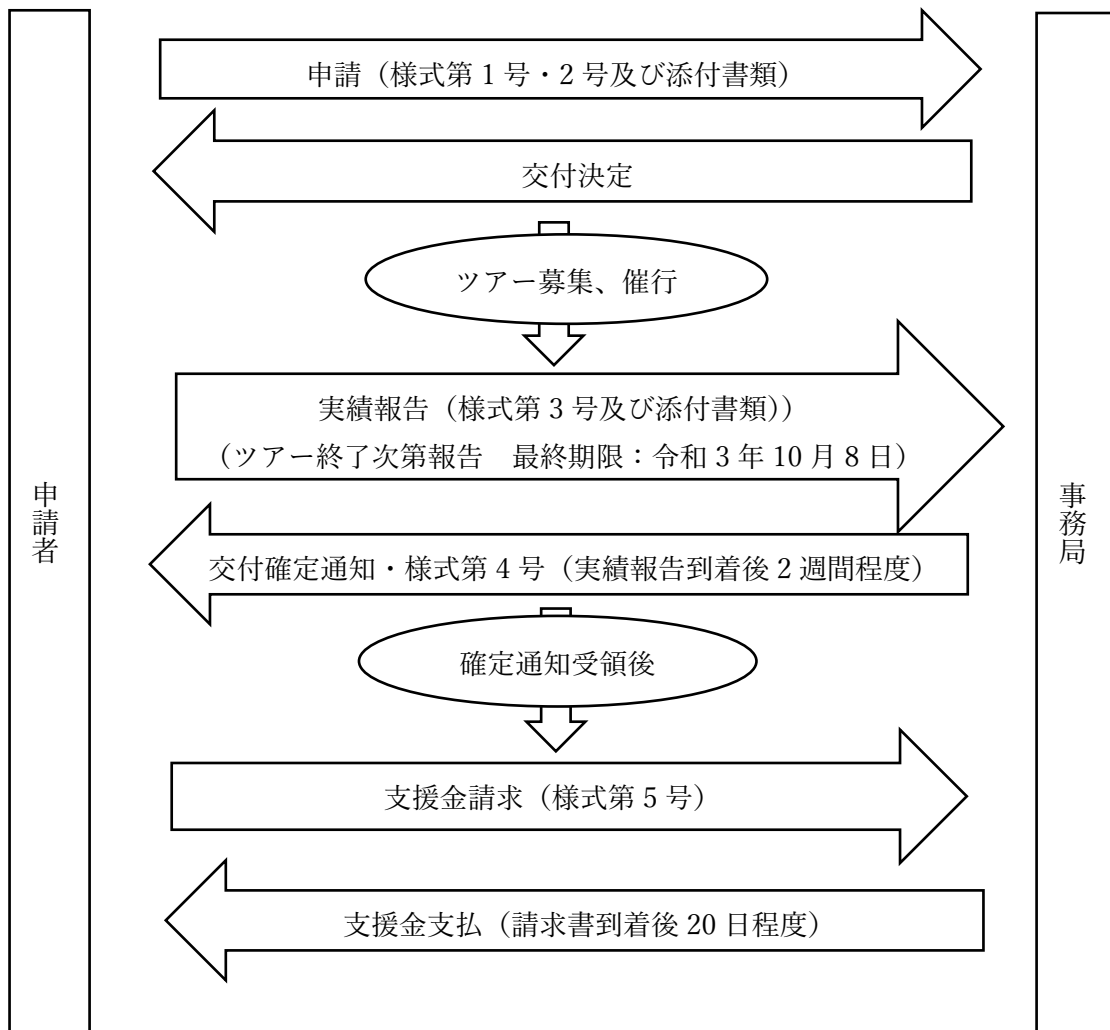 申請（様式第１号・２号及び添付書類）
交付決定
ツアー募集、催行
実績報告（様式第３号及び添付書類））
（ツアー終了次第報告　最終期限：令和３年 10 月８日）
申請者
事務局
交付確定通知・様式第４号（実績報告到着後２週間程度）
確定通知受領後
支援金請求（様式第５号）
支援金支払（請求書到着後 20 日程度）